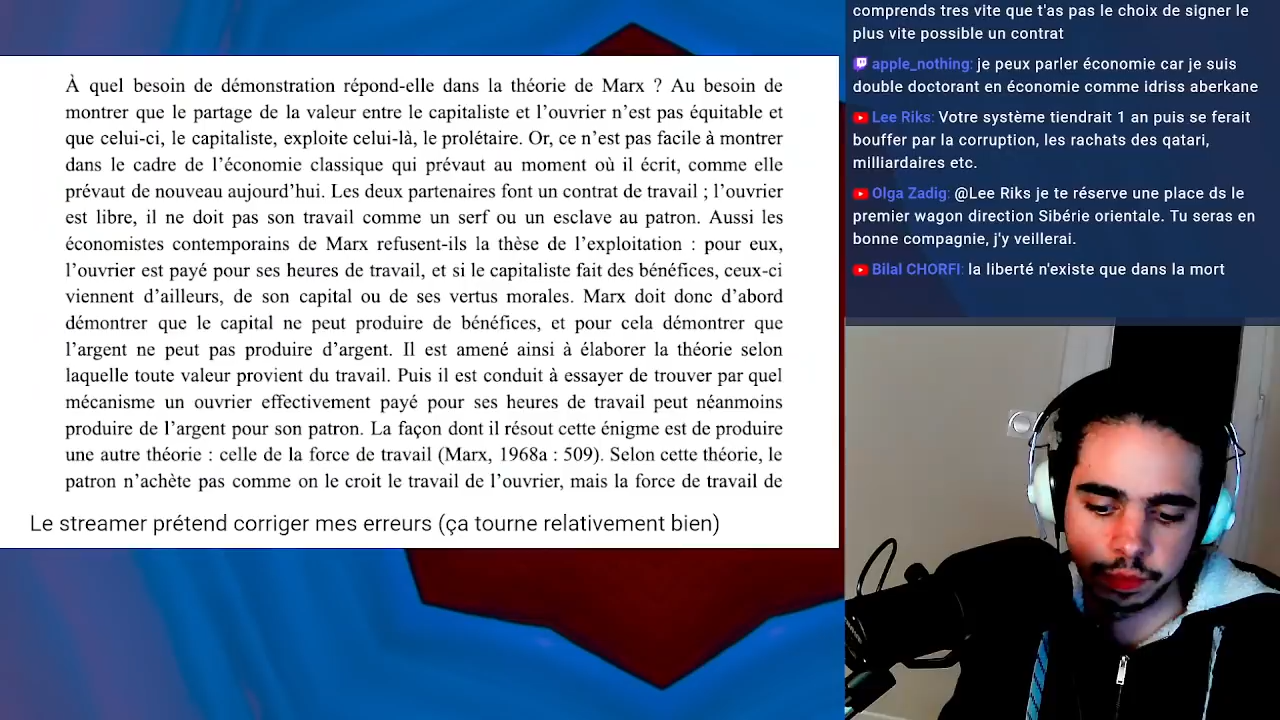 À quel besoin de démonstration répond-elle dans la théorie de Marx ? Au besoin de
montrer que le partage de la valeur entre le capitaliste et l’ouvrier n’est pas équitable et
que celui-ci, le capitaliste, exploite celui-là, le prolétaire. Or, ce n’est pas facile à montrer
dans le cadre de l’économie classique qui prévaut au moment où il écrit, comme elle
prévaut de nouveau aujourd’hui. Les deux partenaires font un contrat de travail ; l’ouvrier
est libre, il ne doit pas son travail comme un serf ou un esclave au patron. Aussi les
économistes contemporains de Marx refusent-ils la thèse de l’exploitation : pour eux,
l’ouvrier est payé pour ses heures de travail, et si le capitaliste fait des bénéfices, ceux-ci
viennent d’ailleurs, de son capital ou de ses vertus morales. Marx doit donc d’abord
démontrer que le capital ne peut produire de bénéfices, et pour cela démontrer que
l’argent ne peut pas produire d’argent. Il est amené ainsi à élaborer la théorie selon
laquelle toute valeur provient du travail. Puis il est conduit à essayer de trouver par quel
mécanisme un ouvrier effectivement payé pour ses heures de travail peut néanmoins
produire de l’argent pour son patron. La façon dont il résout cette énigme est de produire
une autre théorie : celle de la force de travail (Marx, 1968a : 509). Selon cette théorie, le
patron n’achète pas comme on le croit le travail de l’ouvrier, mais la force de travail de
Le streamer prétend corriger mes erreurs (ça tourne relativement bien)
comprends tres vite que t'as pas le choix de signer le
plus vite possible un contrat
apple_nothing: je peux parler économie car je suis
double doctorant en économie comme idriss aberkane
Lee Riks: Votre système tiendrait 1 an puis se ferait
bouffer par la corruption, les rachats des qatari,
milliardaires etc.
Olga Zadig: @Lee Riks je te réserve une place ds le
premier wagon direction Sibérie orientale. Tu seras en
bonne compagnie, j'y veillerai.
Bilal CHORFI: la liberté n'existe que dans la mort